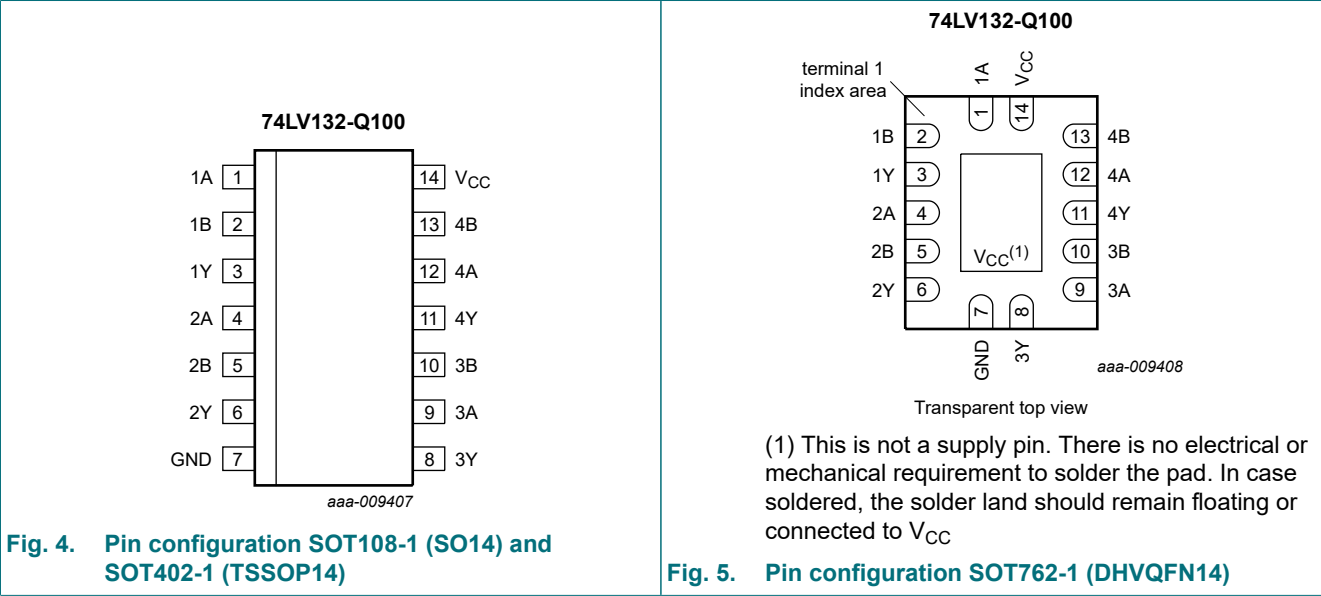 74LV132-Q100
1A 1
1B 2
1Y 3
2A 4
2B 5
2Y 6
GND 7
14 VCC
13 4B
12 4A
11 4Y
10 3B
9 3A
8 3Y
aaa-009407
Fig. 4. Pin configuration SOT108-1 (SO14) and
SOT402-1 (TSSOP14)
74LV132-Q100
terminal 1
index area
1A
VCC
1
14
1B 2
1Y 3
2A 4
2B 5
2Y 6
13 4B
12 4A
11 4Y
10 3B
9 3A
VCC(1)
7
8
GND
3Y
aaa-009408
Transparent top view
(1) This is not a supply pin. There is no electrical or
mechanical requirement to solder the pad. In case
soldered, the solder land should remain floating or
connected to VCC
Fig. 5. Pin configuration SOT762-1 (DHVQFN14)